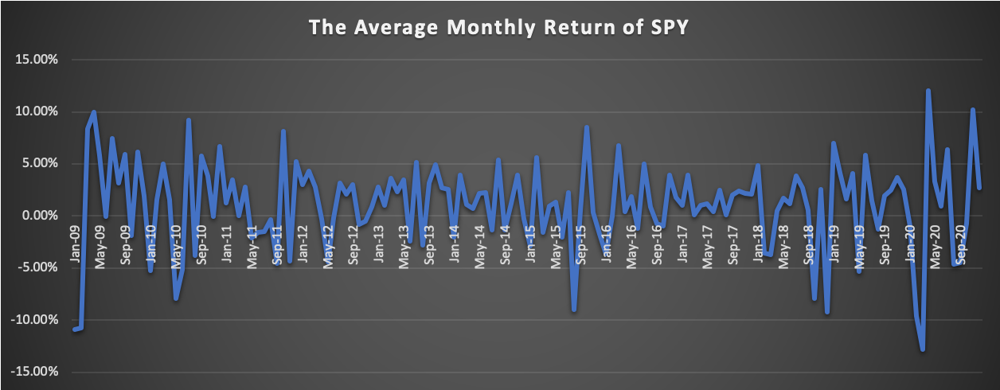 The Average Monthly Return of SPY
15.00%
10.00%
5.00%
0.00%
-5.00%
-10.00%
-15.00%
Jan-09
May-09
Sep-09
Jan-10
May-10
Sep-10
Jan-11
May-11
Sep-11
Jan-12
May-12
Sep-12
Jan-13
May-13
Sep-13
Jan-14
May-14
Sep-14
Jan-15
May-15
Sep-15
Jan-16
May-16
Sep-16
Jan-17
May-17
Sep-17
Jan-18
May-18
Sep-18
Jan-19
May-19
Sep-19
Jan-20
May-20
Sep-20